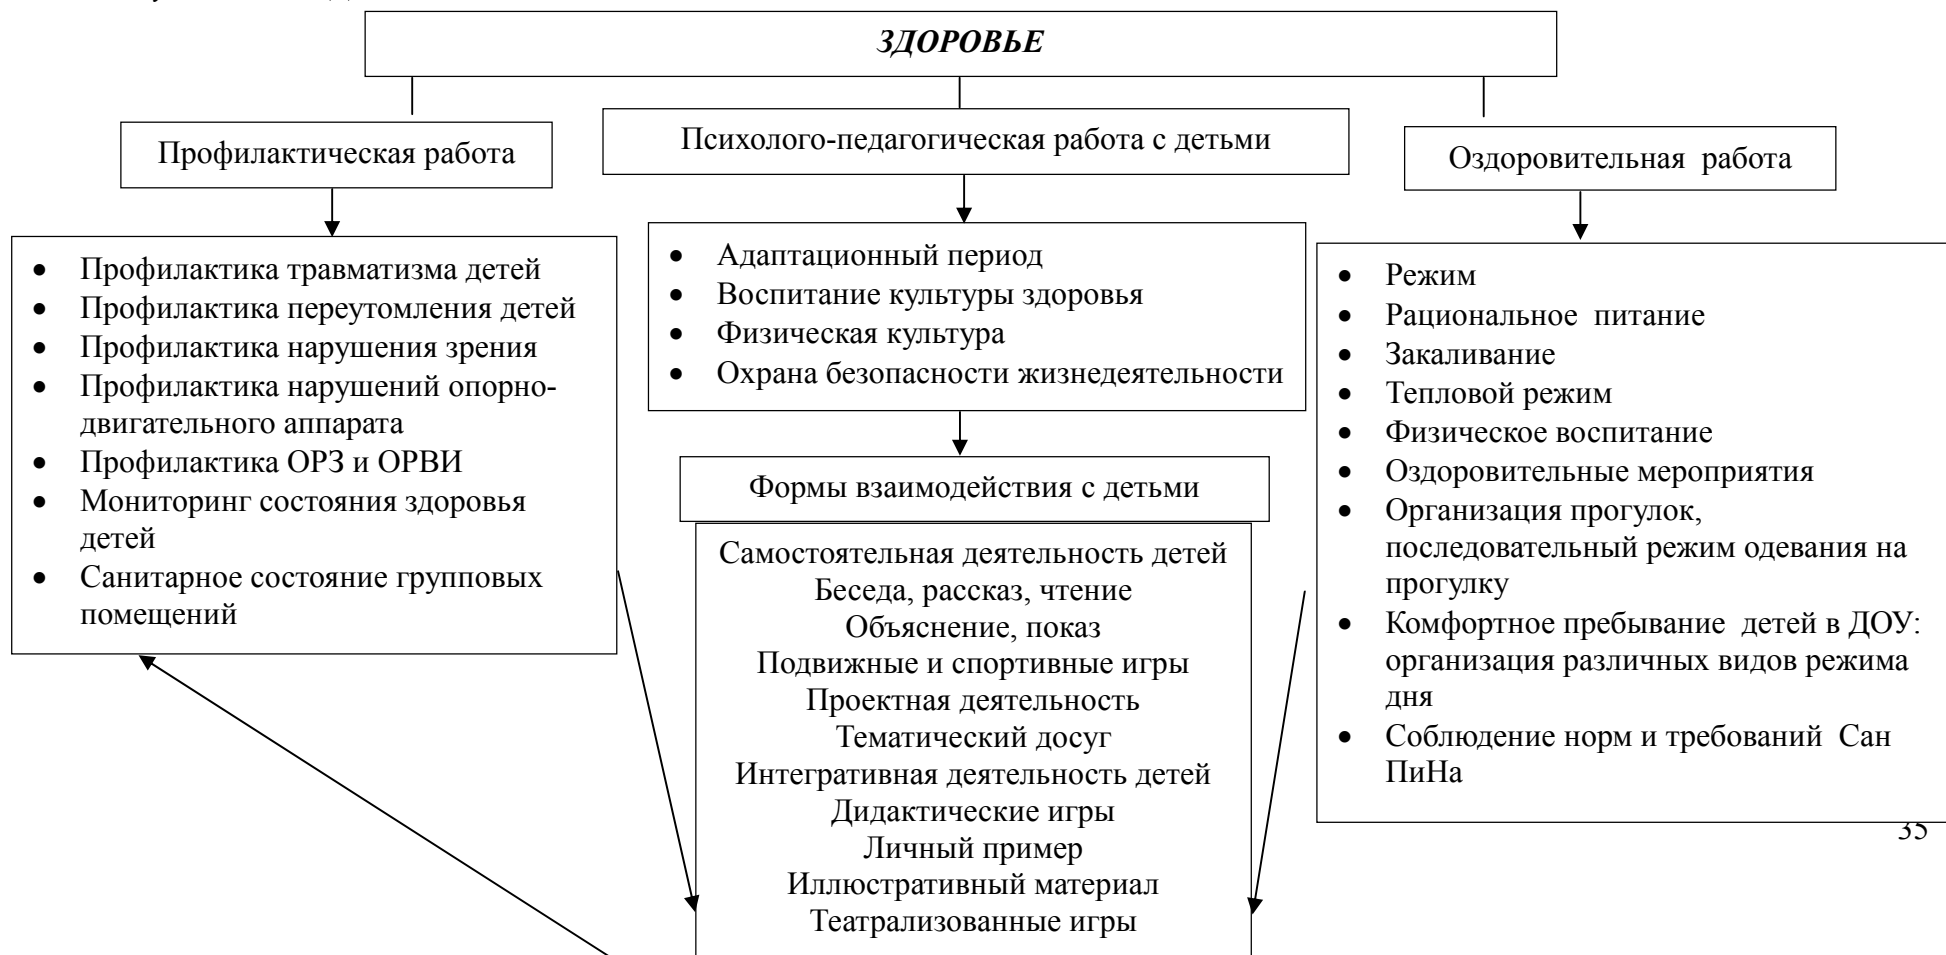 ЗДОРОВЬЕ
Профилактическая работа
Психолого-педагогическая работа с детьми
Оздоровительная  работа
• Профилактика травматизма детей
• Профилактика переутомления детей
• Профилактика нарушения зрения
• Профилактика нарушений опорно-
двигательного аппарата
• Профилактика ОРЗ и ОРВИ
• Мониторинг состояния здоровья
детей
• Санитарное состояние групповых
помещений
• Адаптационный период
• Воспитание культуры здоровья
• Физическая культура
• Охрана безопасности жизнедеятельности
Формы взаимодействия с детьми
Самостоятельная деятельность детей
Беседа, рассказ, чтение
Объяснение, показ
Подвижные и спортивные игры
Проектная деятельность
Тематический досуг
Интегративная деятельность детей
Дидактические игры
Личный пример
Иллюстративный материал
Театрализованные игры
• Режим
• Рациональное  питание
• Закаливание
• Тепловой режим
• Физическое воспитание
• Оздоровительные мероприятия
• Организация прогулок,
последовательный режим одевания на
прогулку
• Комфортное пребывание  детей в ДОУ:
организация различных видов режима
дня
• Соблюдение норм и требований  Сан
ПиНа
35